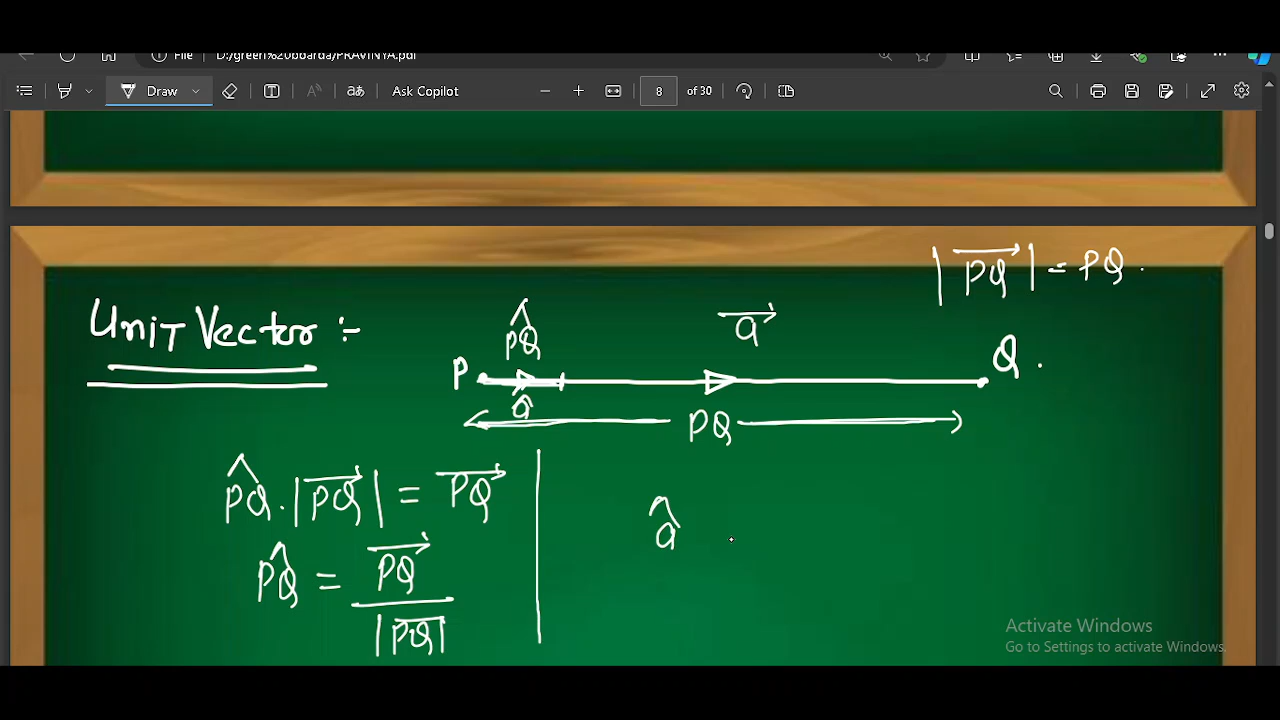 File D:/green%20boarda/PRAVINYA.pdf
Draw Ask Copilot 8 of 30
|PQ⃗| = PQ.
Unit Vector :-
P̂Q a⃗
P Q.
â
PQ
P̂Q.|PQ⃗| = PQ⃗
â
P̂Q = PQ⃗ / |PQ|
Activate Windows
Go to Settings to activate Windows.